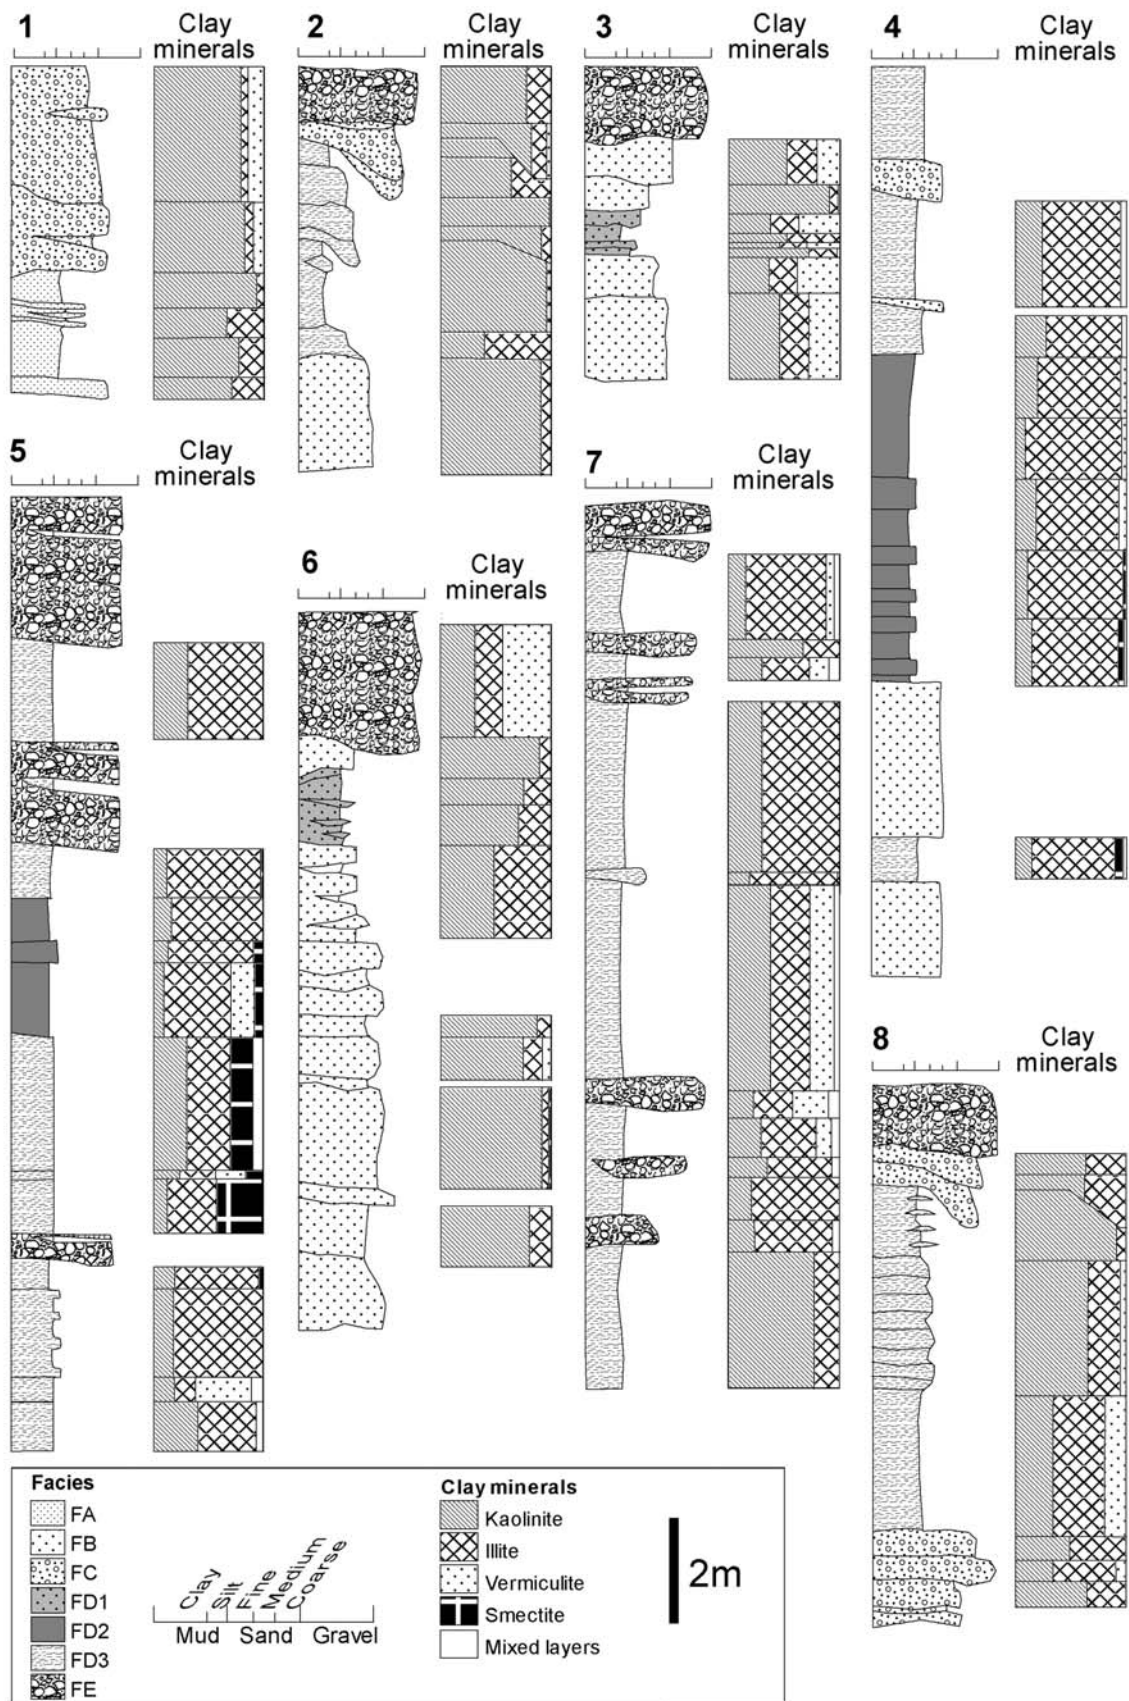 1
Clay
minerals
2
Clay
minerals
3
Clay
minerals
4
Clay
minerals
5
Clay
minerals
6
Clay
minerals
7
Clay
minerals
8
Clay
minerals
Facies
FA
FB
FC
FD1
FD2
FD3
FE
Clay
Silt
Fine
Medium
Coarse
Mud
Sand
Gravel
Clay minerals
Kaolinite
Illite
Vermiculite
Smectite
Mixed layers
2m